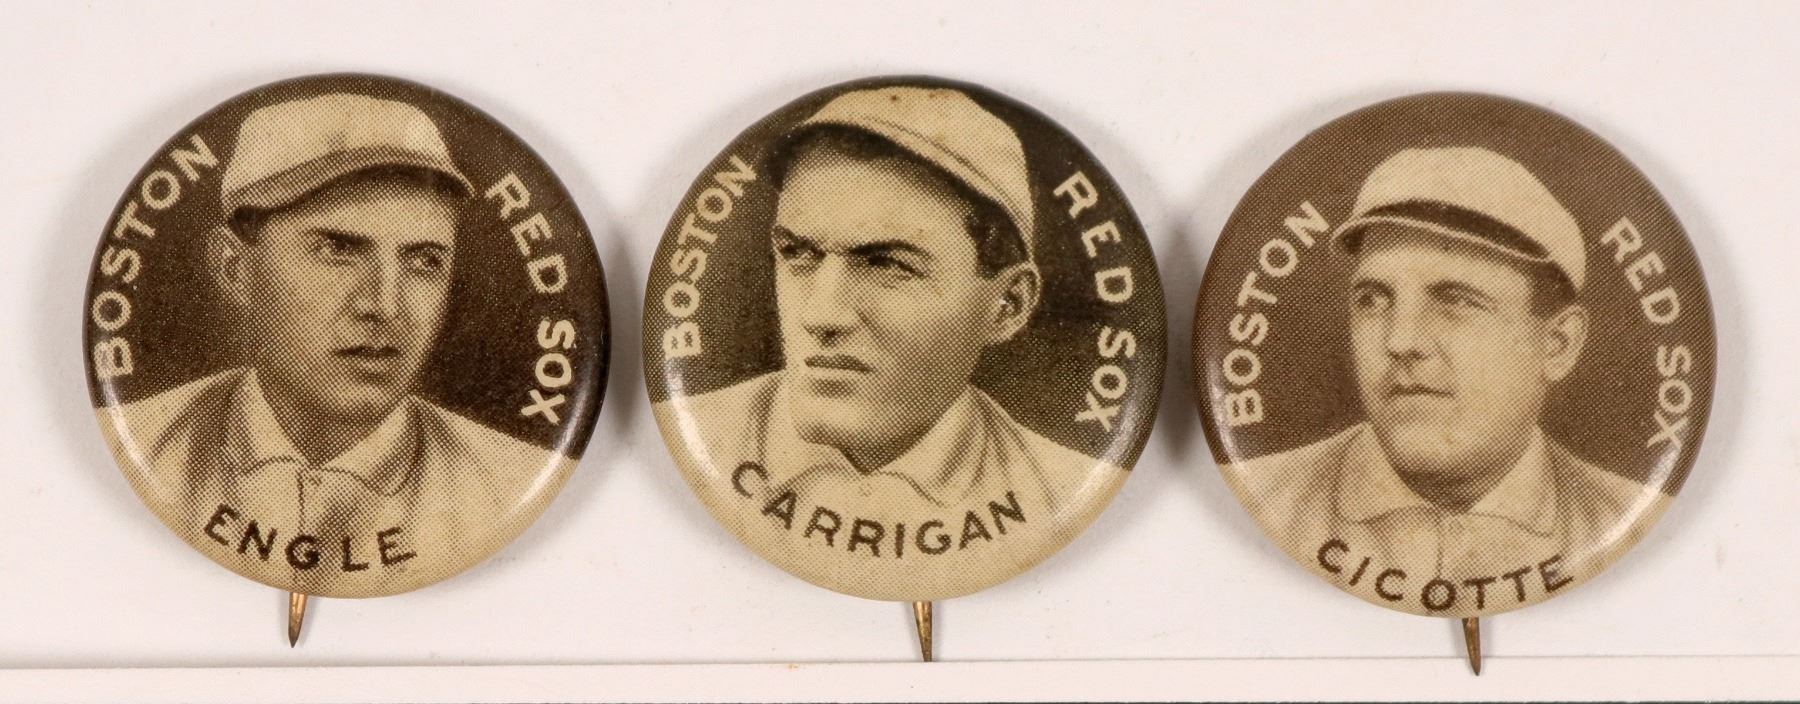 BOSTON RED SOX
ENGLE
BOSTON RED SOX
CARRIGAN
BOSTON RED SOX
CICOTTE